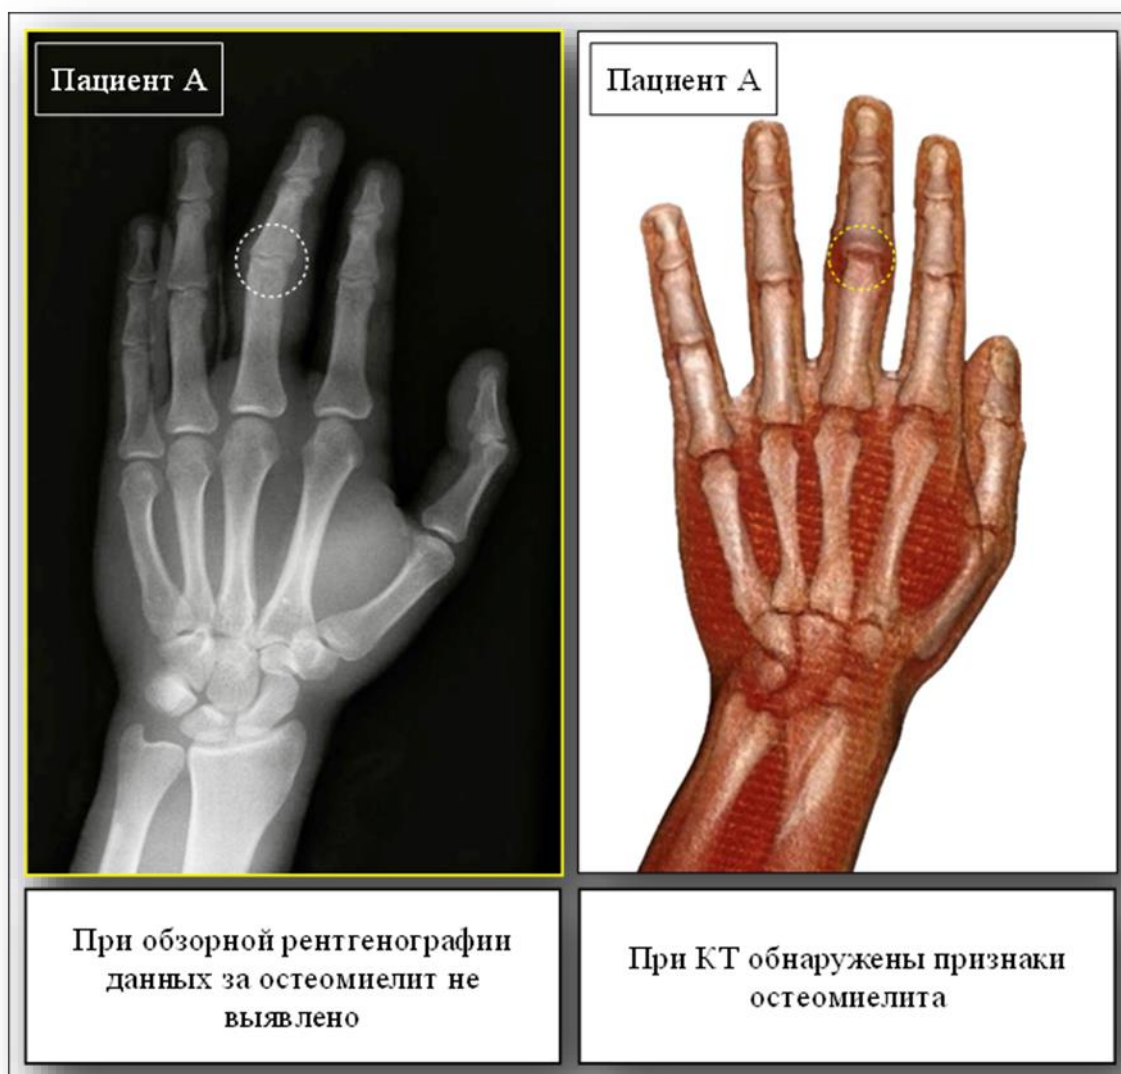 Пациент А
Пациент А
При обзорной рентгенографии
данных за остеомиелит не
выявлено
При КТ обнаружены признаки
остеомиелита